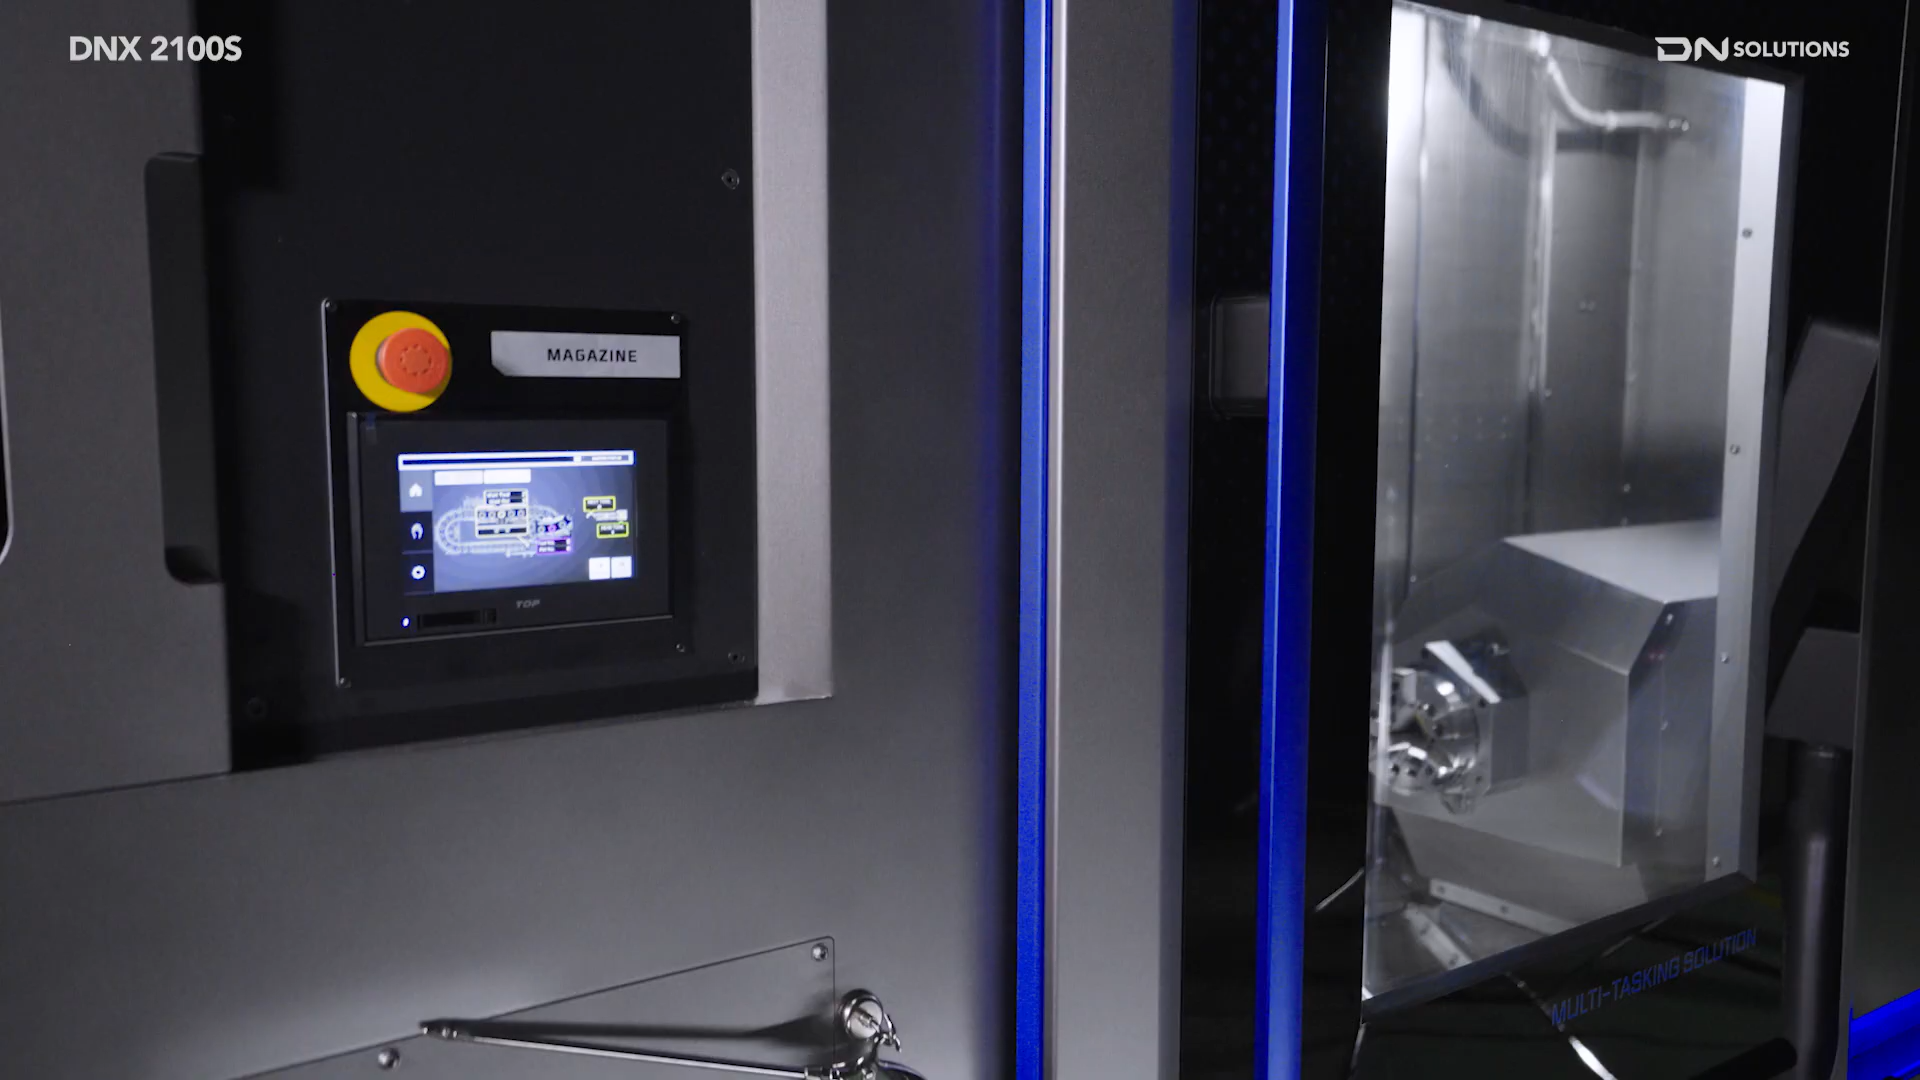 DNX 2100S
DN SOLUTIONS
MAGAZINE
TOP
MULTI-TASKING SOLUTION